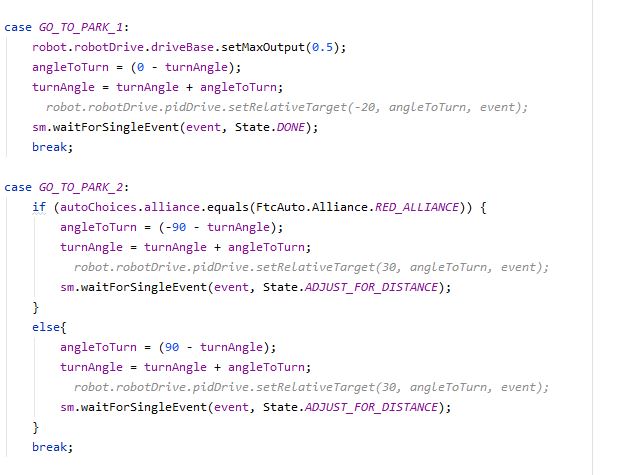 case GO_TO_PARK_1:
robot.robotDrive.driveBase.setMaxOutput(0.5);
angleToTurn = (0 - turnAngle);
turnAngle = turnAngle + angleToTurn;
robot.robotDrive.pidDrive.setRelativeTarget(-20, angleToTurn, event);
sm.waitForSingleEvent(event, State.DONE);
break;
case GO_TO_PARK_2:
if (autoChoices.alliance.equals(FtcAuto.Alliance.RED_ALLIANCE)) {
angleToTurn = (-90 - turnAngle);
turnAngle = turnAngle + angleToTurn;
robot.robotDrive.pidDrive.setRelativeTarget(30, angleToTurn, event);
sm.waitForSingleEvent(event, State.ADJUST_FOR_DISTANCE);
}
else{
angleToTurn = (90 - turnAngle);
turnAngle = turnAngle + angleToTurn;
robot.robotDrive.pidDrive.setRelativeTarget(30, angleToTurn, event);
sm.waitForSingleEvent(event, State.ADJUST_FOR_DISTANCE);
}
break;